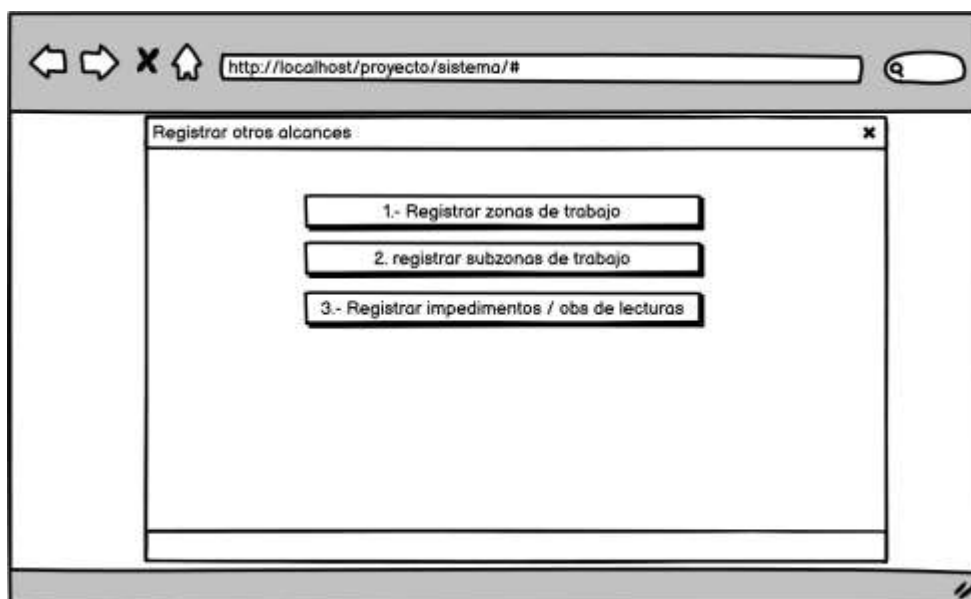 http://localhost/proyecto/sistema/#
Registrar otros alcances
1.- Registrar zonas de trabajo
2. registrar subzonas de trabajo
3.- Registrar impedimentos / obs de lecturas